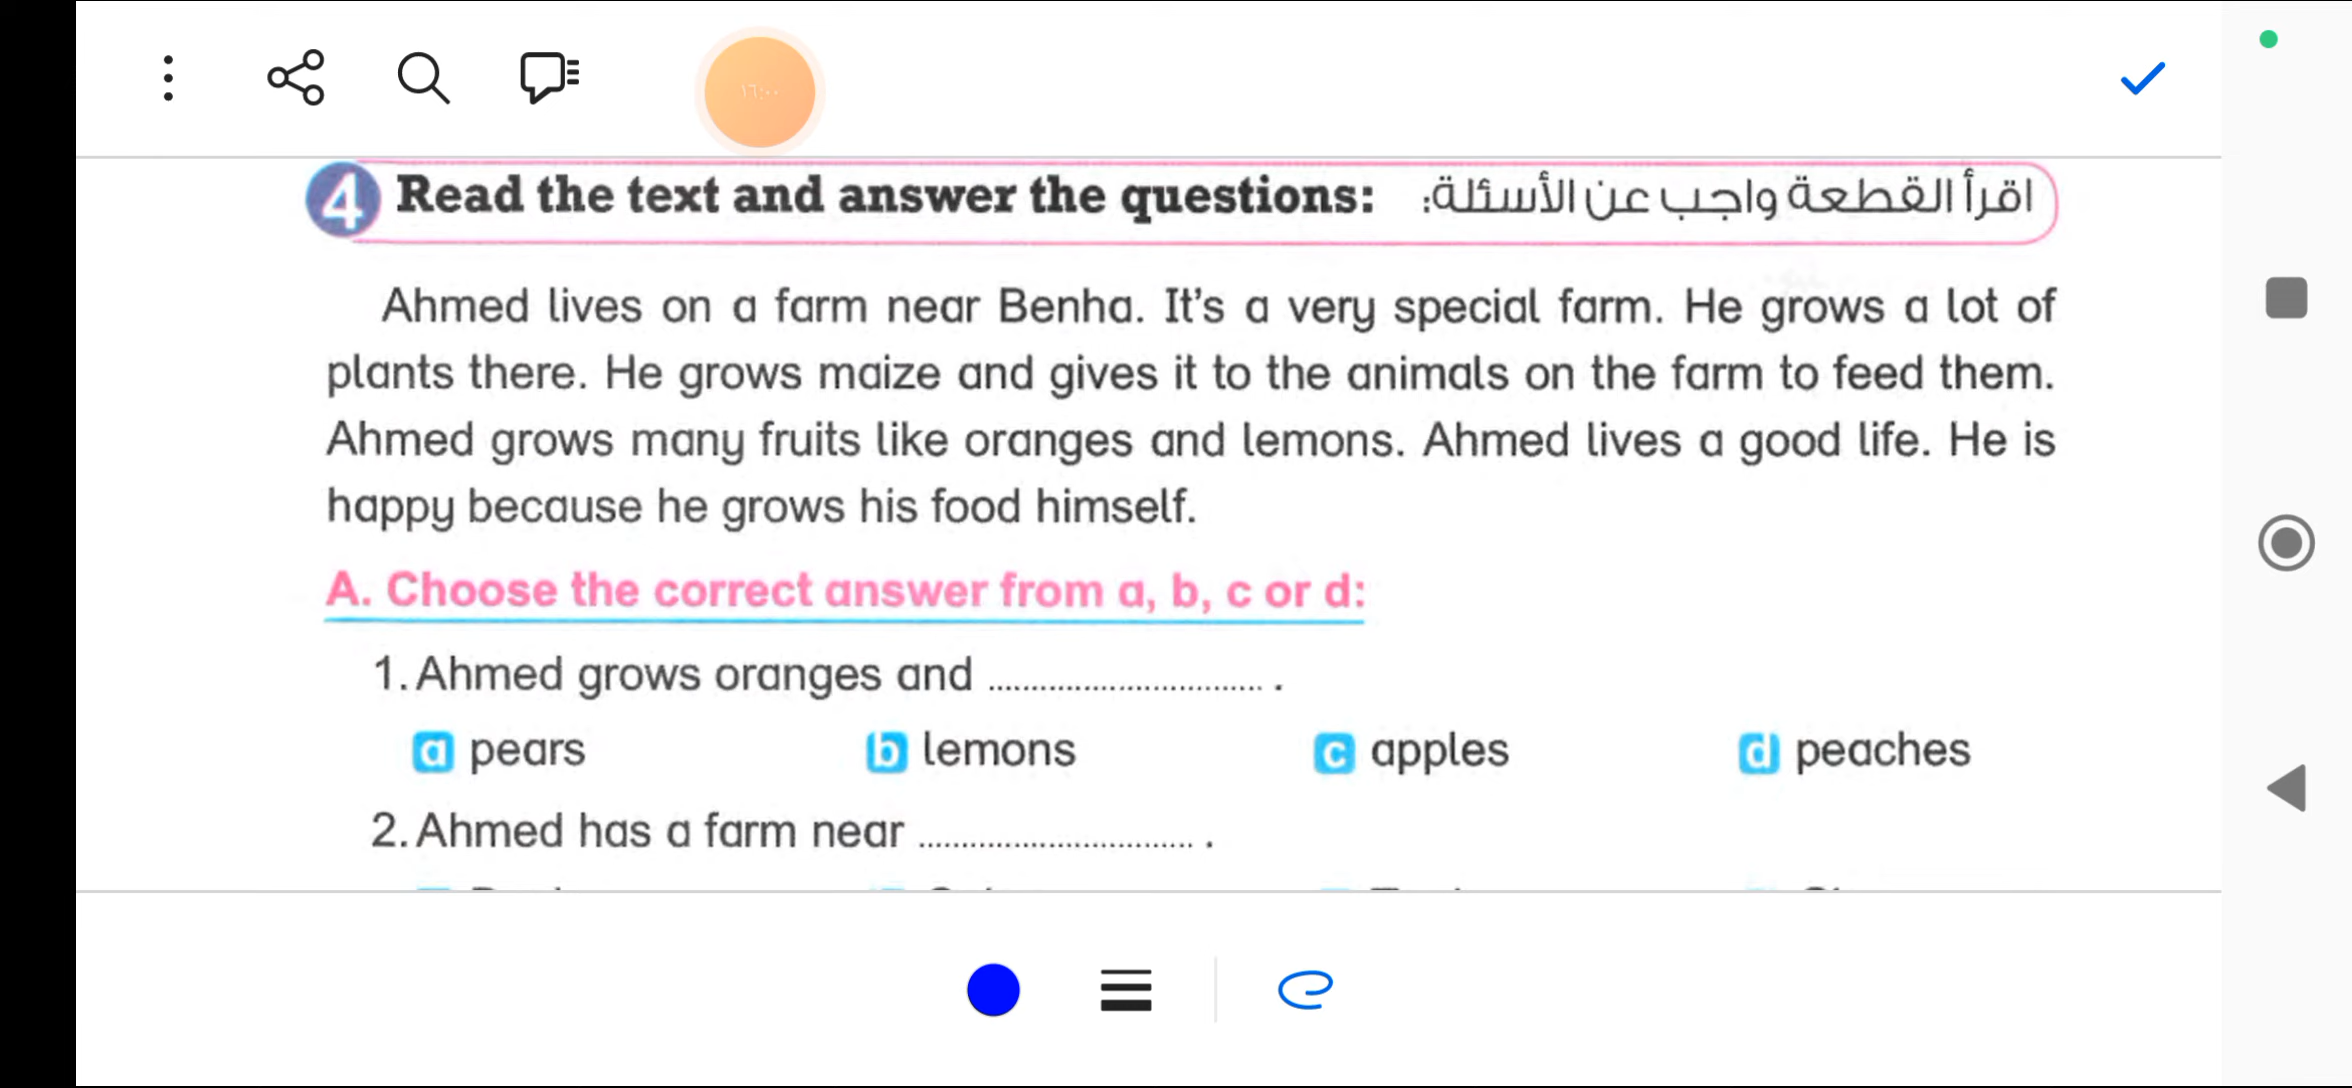 ١٦:٠٠
4 Read the text and answer the questions: اقرأ القطعة واجب عن الأسئلة:
Ahmed lives on a farm near Benha. It's a very special farm. He grows a lot of
plants there. He grows maize and gives it to the animals on the farm to feed them.
Ahmed grows many fruits like oranges and lemons. Ahmed lives a good life. He is
happy because he grows his food himself.
A. Choose the correct answer from a, b, c or d:
1. Ahmed grows oranges and .................................. .
a pears b lemons c apples d peaches
2. Ahmed has a farm near .................................. .